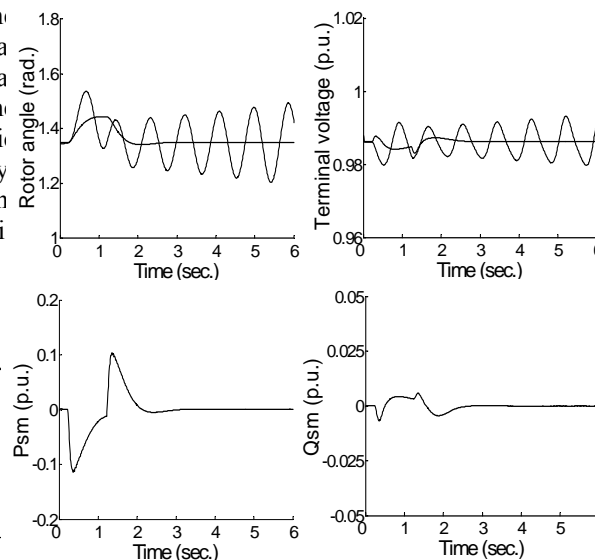 Rotor angle (rad.)
1.8
1.6
1.4
1.2
1
0 1 2 3 4 5 6
Time (sec.)
Terminal voltage (p.u.)
1.02
1
0.98
0.96
0 1 2 3 4 5 6
Time (sec.)
Psm (p.u.)
0.2
0.1
0
-0.1
-0.2
0 1 2 3 4 5 6
Time (sec.)
Qsm (p.u.)
0.05
0.025
0
-0.025
-0.05
0 1 2 3 4 5 6
Time (sec.)